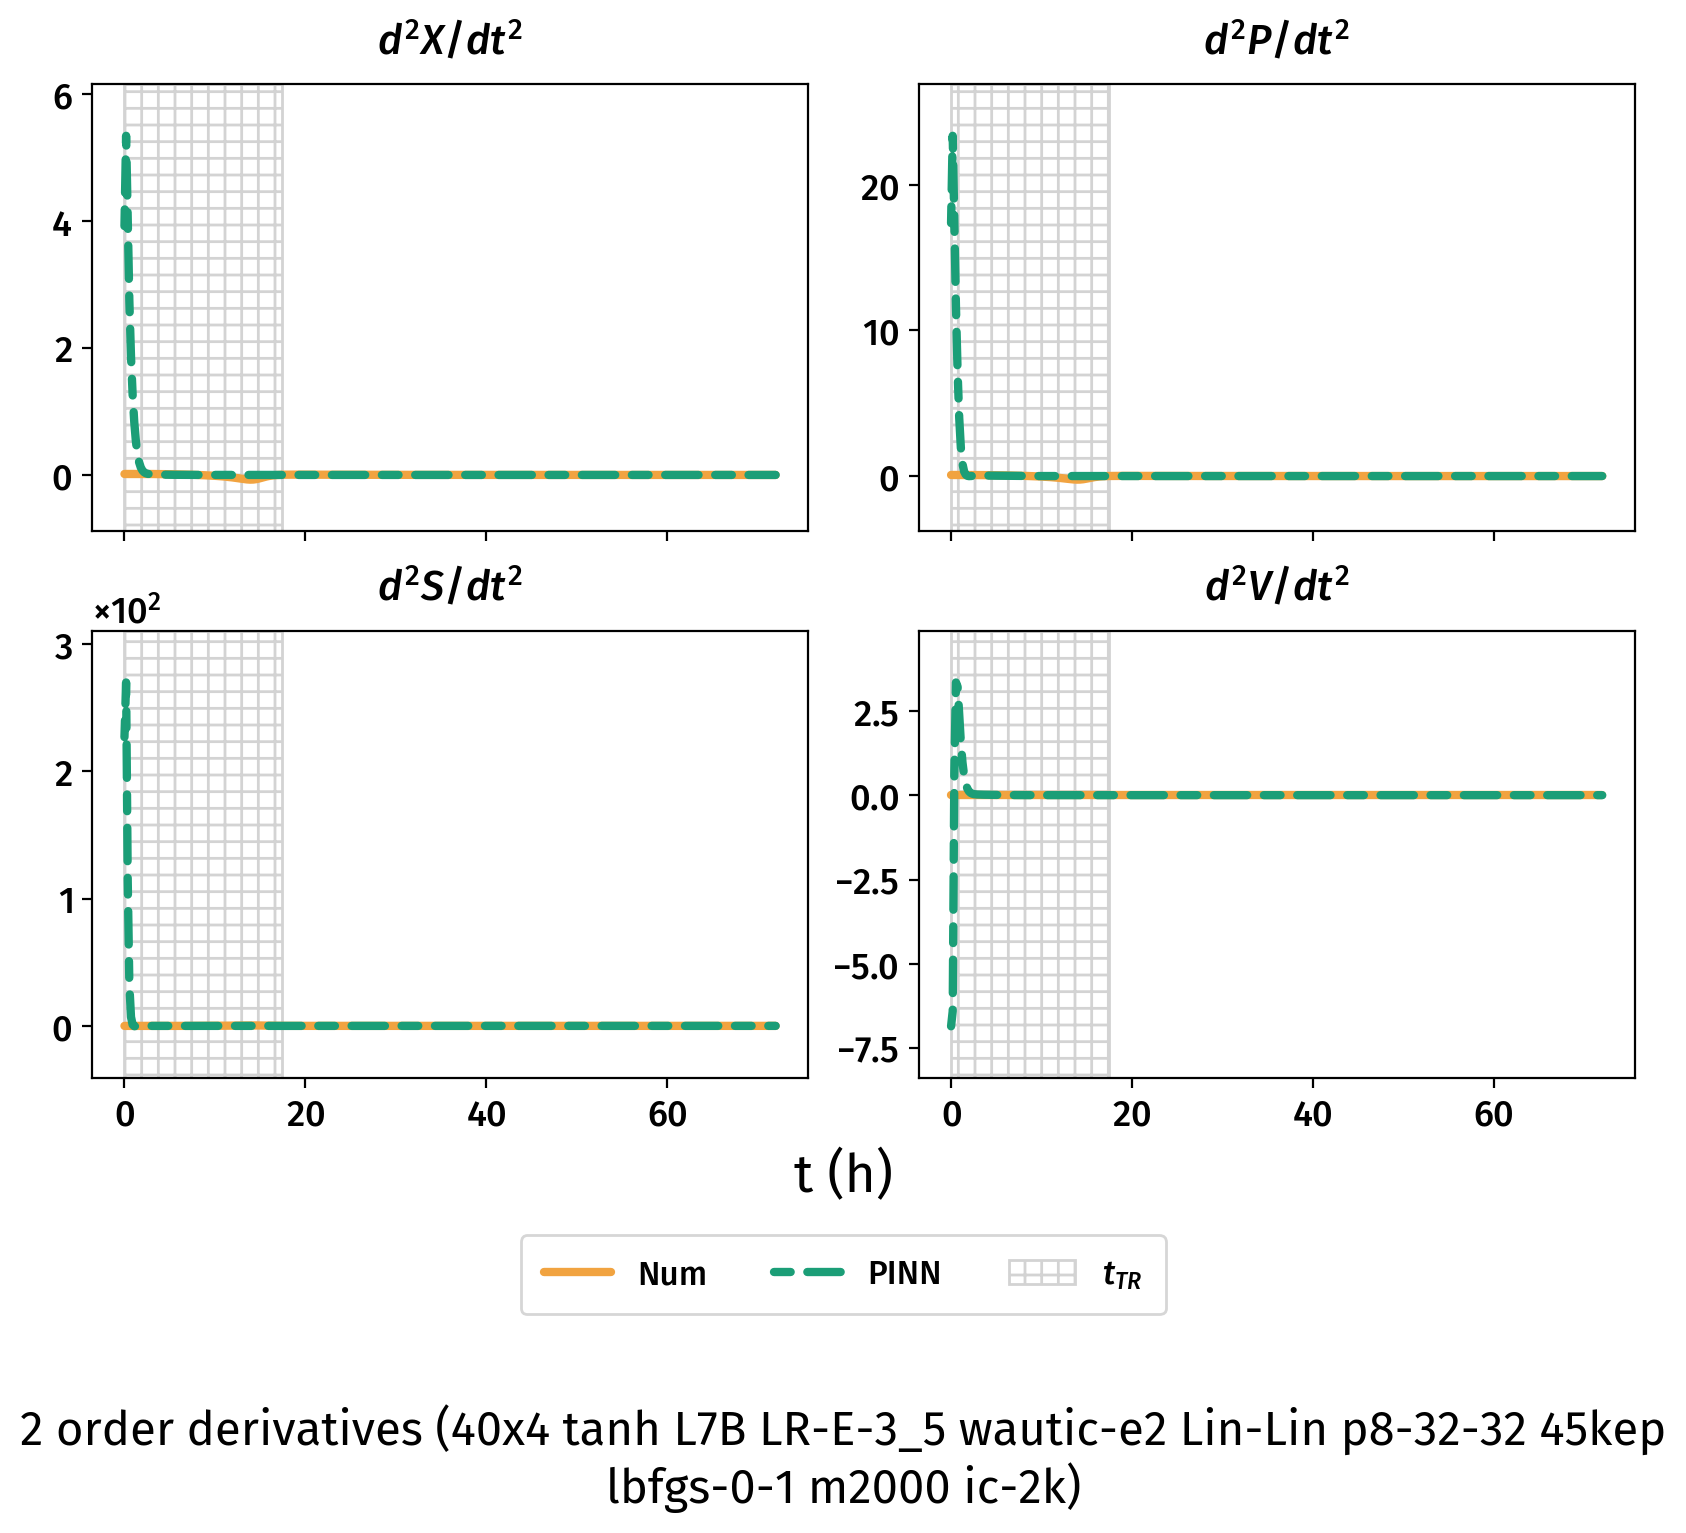 d²X/dt²
6
4
2
0
d²P/dt²
20
10
0
d²S/dt²
×10²
3
2
1
0
0 20 40 60
d²V/dt²
2.5
0.0
−2.5
−5.0
−7.5
0 20 40 60
t (h)
Num PINN t_TR
2 order derivatives (40x4 tanh L7B LR-E-3_5 wautic-e2 Lin-Lin p8-32-32 45kep
lbfgs-0-1 m2000 ic-2k)